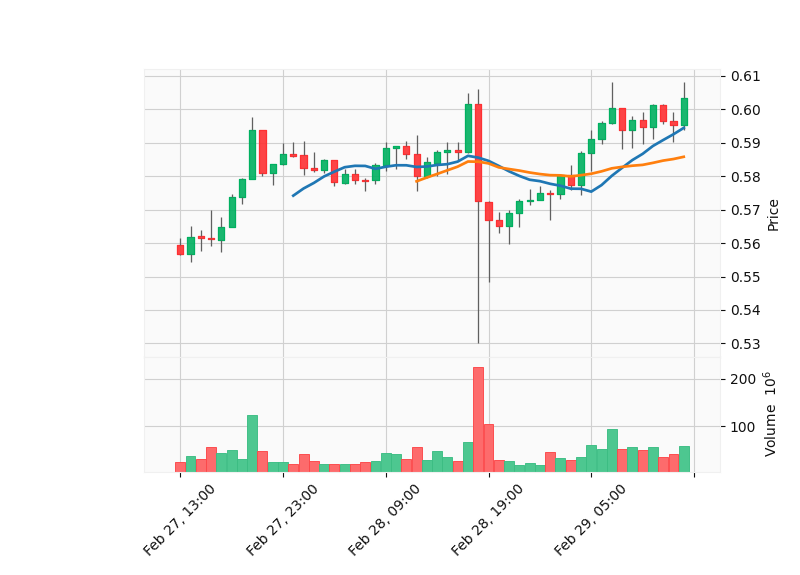 0.61
0.60
0.59
0.58
0.57
0.56
0.55
0.54
0.53
Price
200
100
Volume 10⁶
Feb 27, 13:00
Feb 27, 23:00
Feb 28, 09:00
Feb 28, 19:00
Feb 29, 05:00